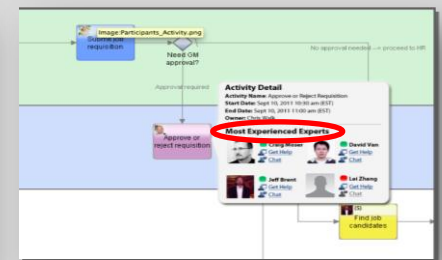 Image:Participants_Activity.png
Submit job
requisition
Need GM
approval?
No approval needed --> proceed to HR
Approval required
Activity Detail
Activity Name: Approve or Reject Requisition
Start Date: Sept 10, 2011 10:30 am (EST)
End Date: Sept 10, 2011 11:00 am (EST)
Owner: Chris Walk
Most Experienced Experts
Approve or
reject requisition
Craig Moser
Get Help
Chat
David Van
Get Help
Chat
Jeff Brent
Get Help
Chat
Lei Zhang
Get Help
Chat
(5)
Find job
candidates